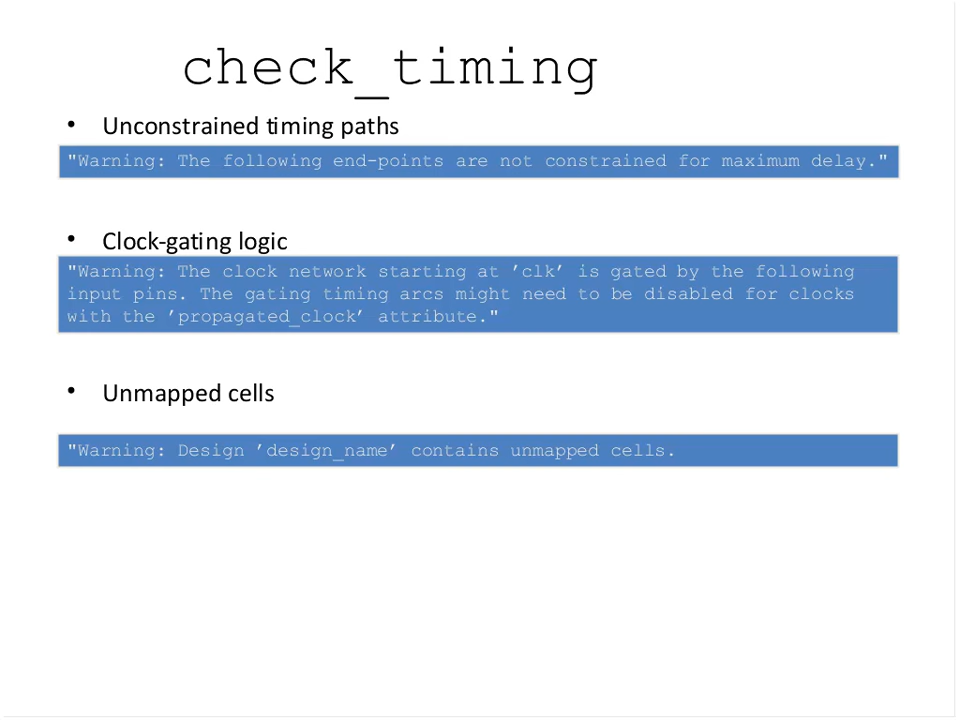 check_timing
• Unconstrained timing paths
"Warning: The following end-points are not constrained for maximum delay."
• Clock-gating logic
"Warning: The clock network starting at ’clk’ is gated by the following
input pins. The gating timing arcs might need to be disabled for clocks
with the ’propagated_clock’ attribute."
• Unmapped cells
"Warning: Design ’design_name’ contains unmapped cells.